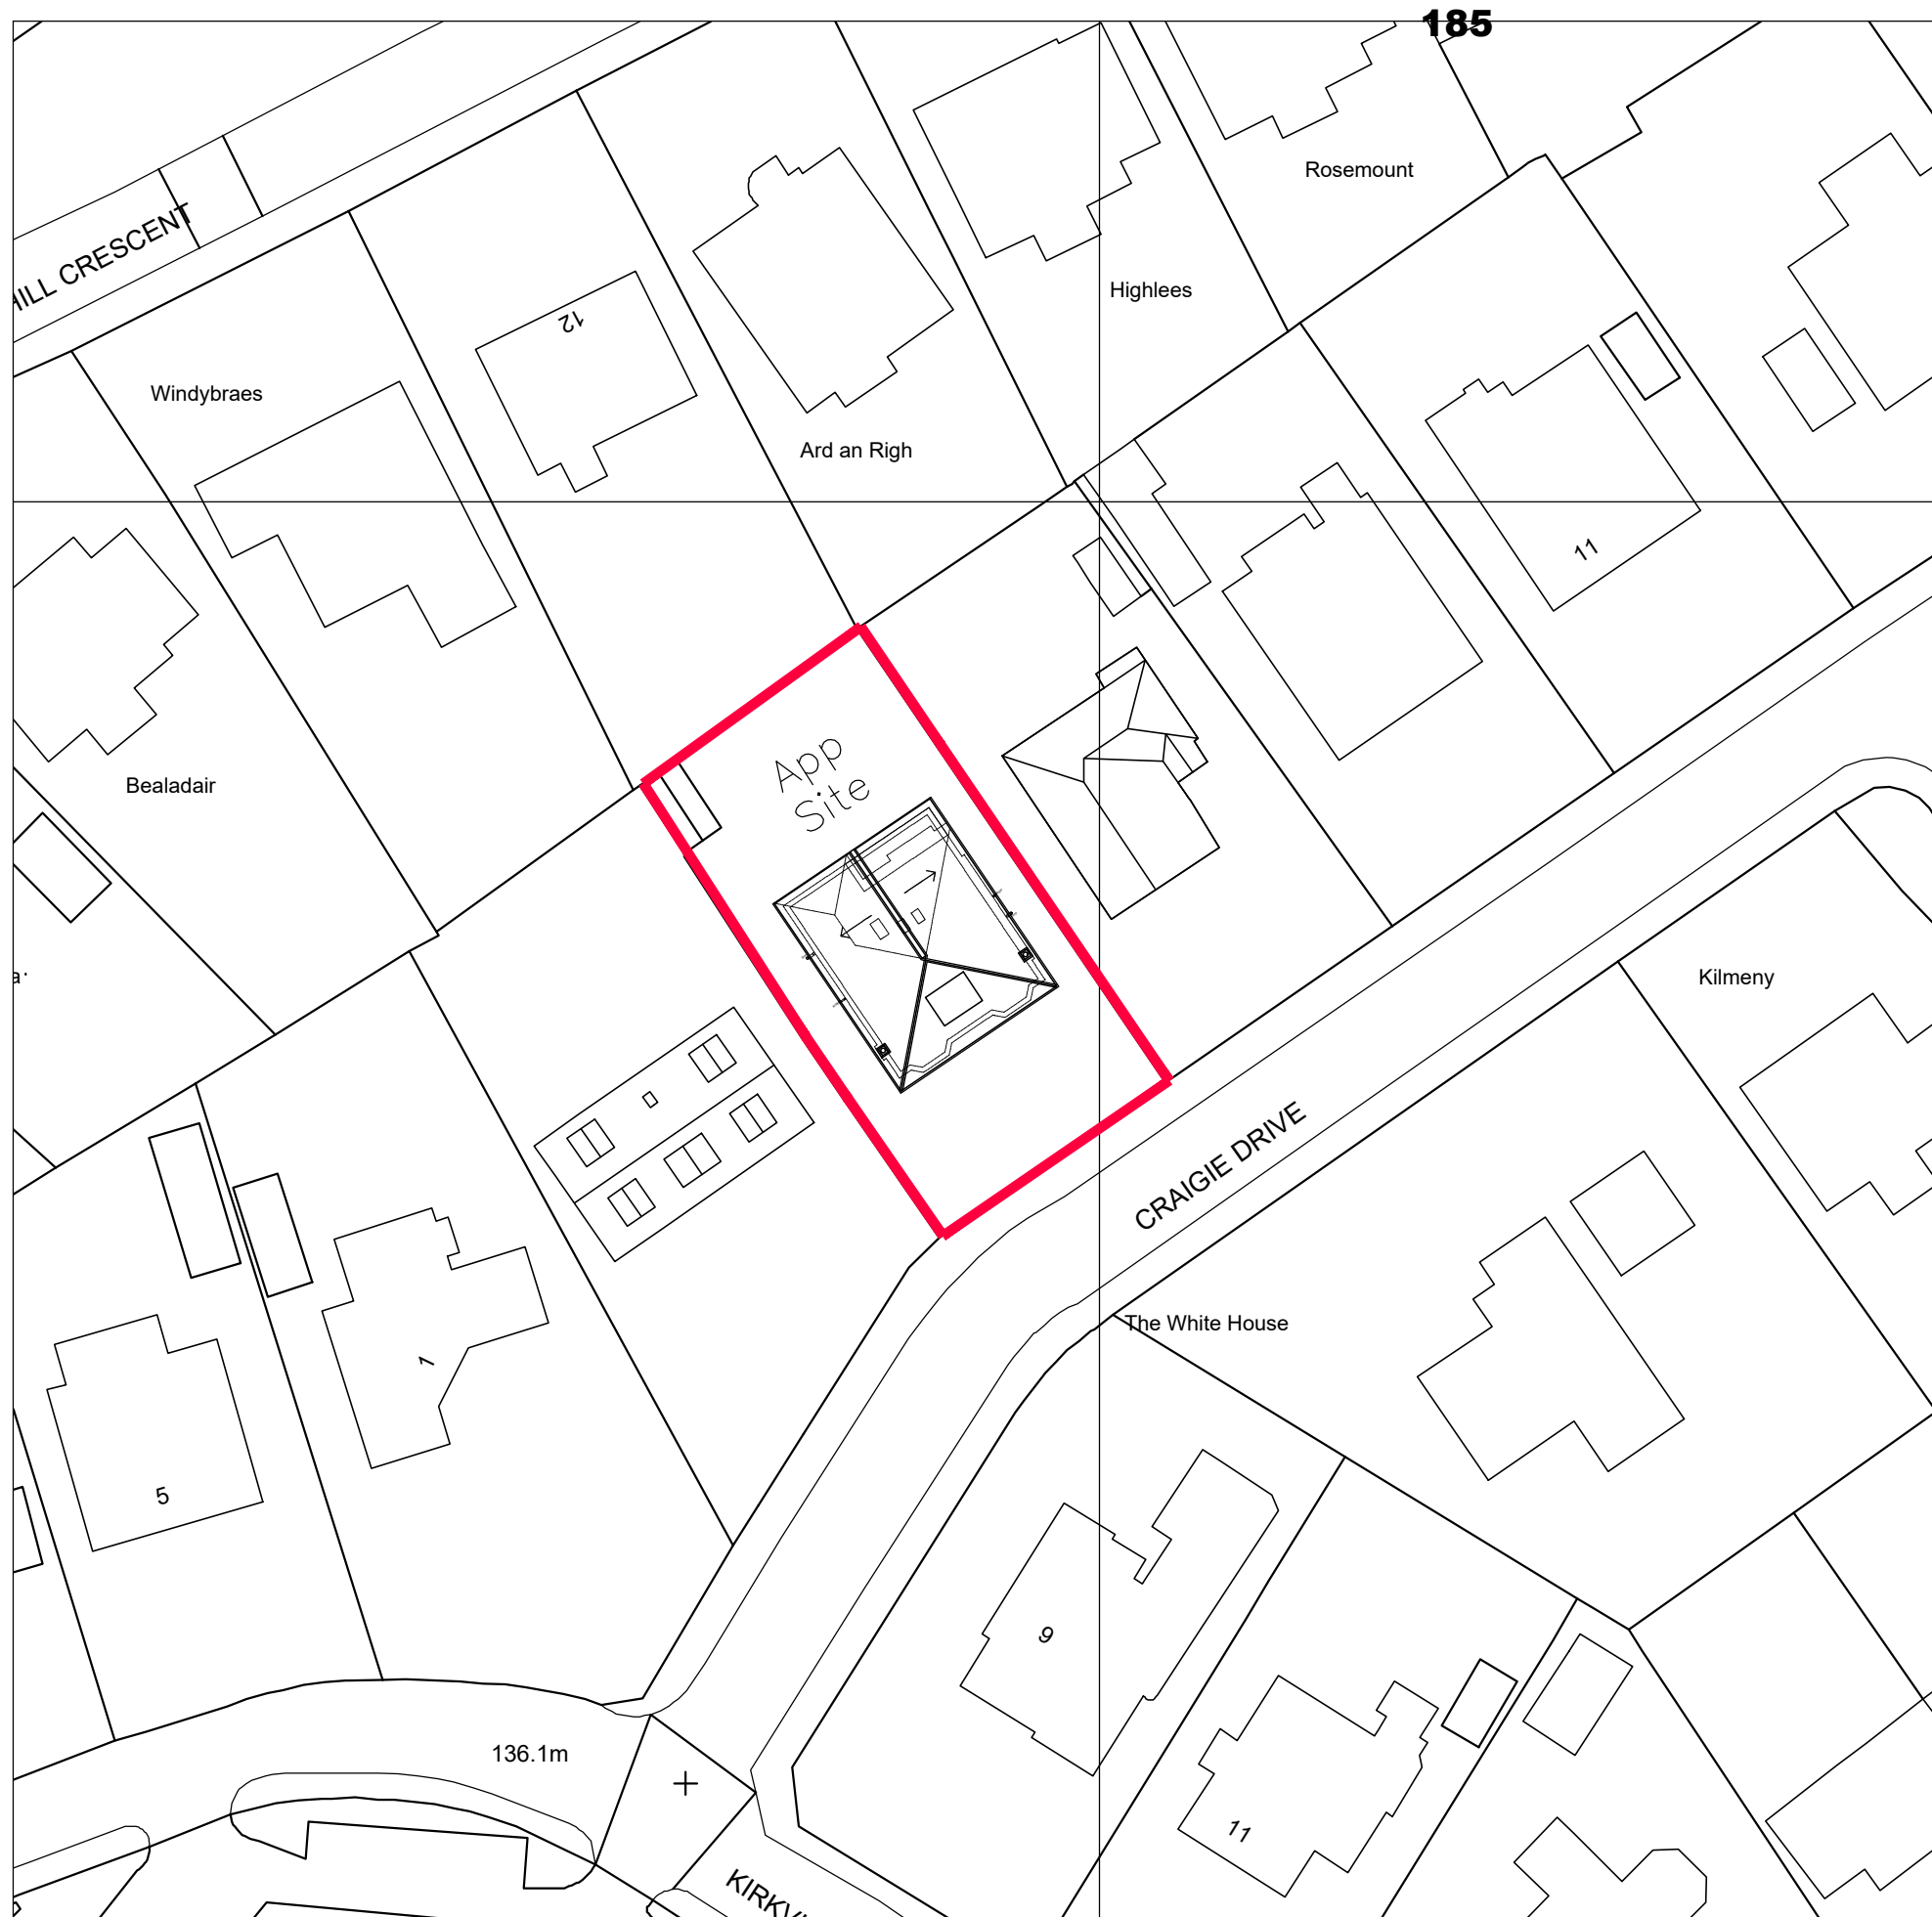 185
Rosemount
HILL CRESCENT
Highlees
12
Windybraes
Ard an Righ
11
App
Site
Bealadair
Kilmeny
CRAIGIE DRIVE
The White House
1
5
9
136.1m
11